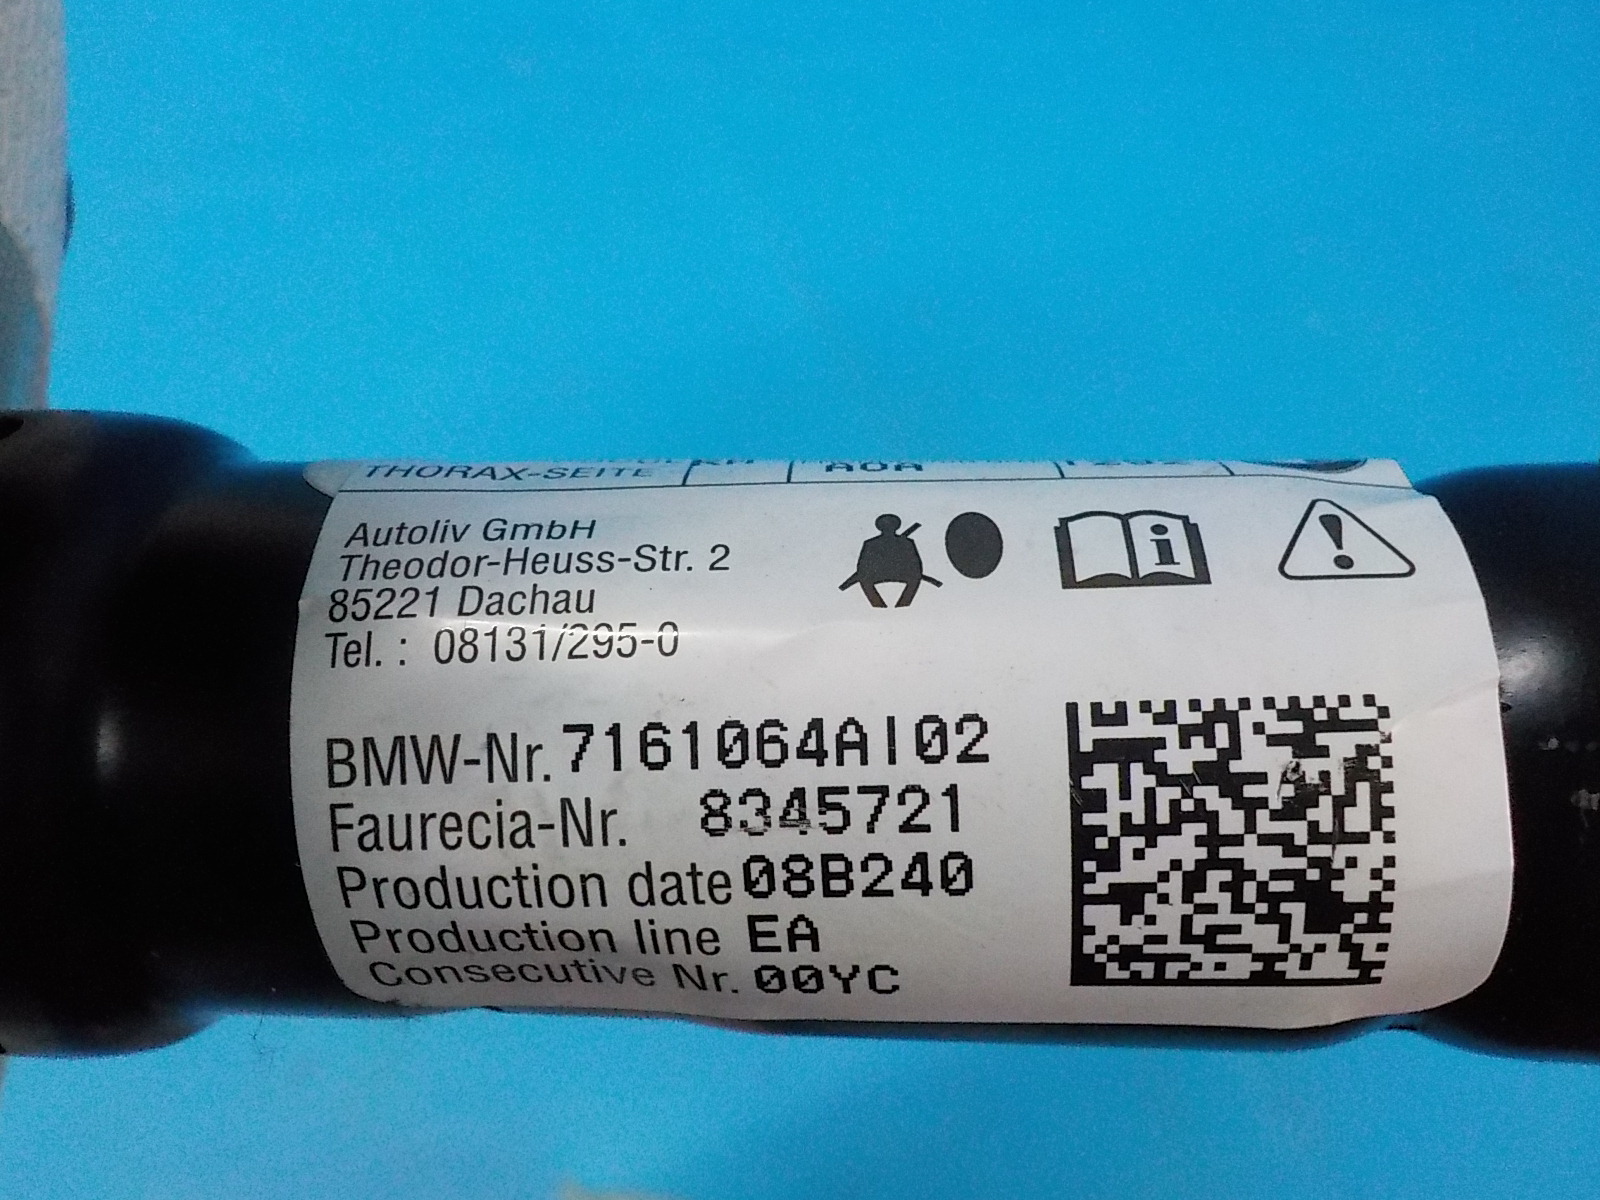 THORAX-SEITE
Autoliv GmbH
Theodor-Heuss-Str. 2
85221 Dachau
Tel. : 08131/295-0
BMW-Nr. 7161064AI02
Faurecia-Nr. 8345721
Production date 08B240
Production line EA
Consecutive Nr. 00YC